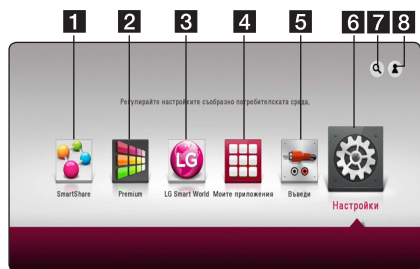 1 2 3 4 5 6 7 8
Регулирайте настройките съобразно потребителската среда.
LG
SmartShare Premium LG Smart World Моите приложения Въведи
Настройки